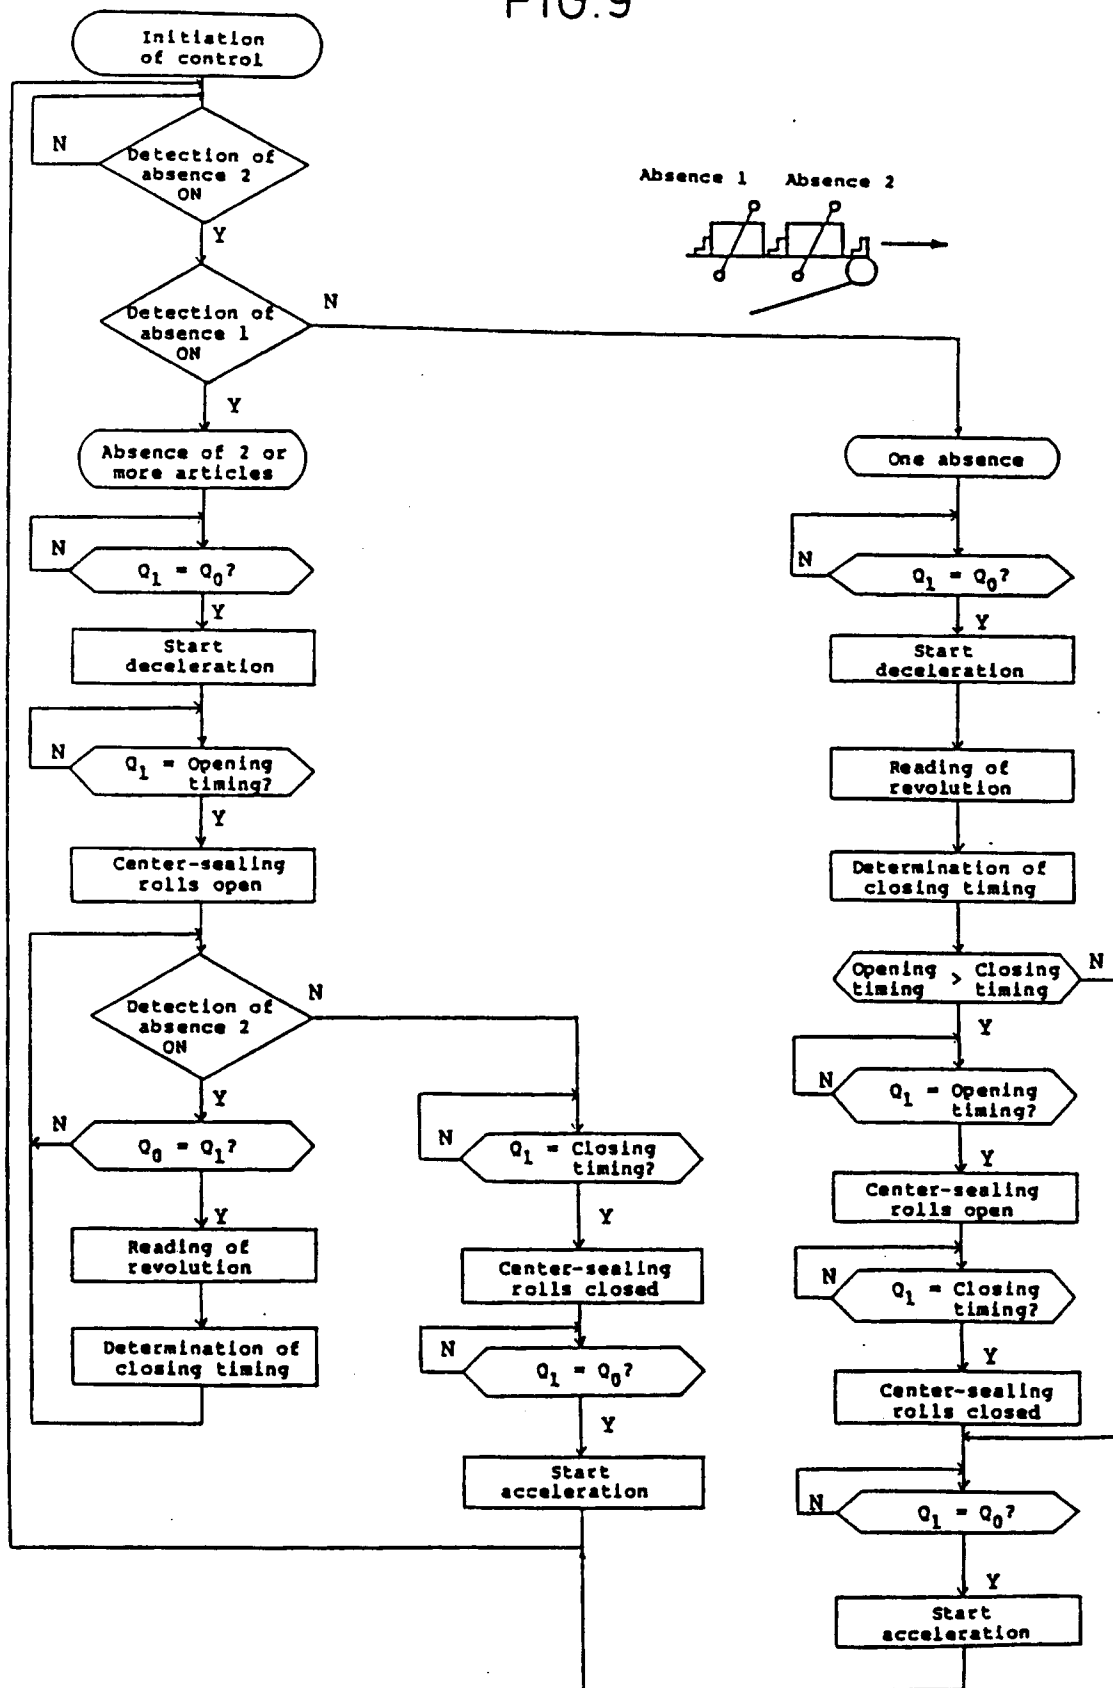 FIG.9
Initiation
of control
N
Detection of
absence 2
ON
Y
Absence 1 Absence 2
Detection of
absence 1
ON
N
Y
Absence of 2 or
more articles
N
Q1 = Q0?
Y
Start
deceleration
N
Q1 = Opening
timing?
Y
Center-sealing
rolls open
Detection of
absence 2
ON
N
Y
N
Q0 = Q1?
Y
Reading of
revolution
Determination of
closing timing
N
Q1 = Closing
timing?
Y
Center-sealing
rolls closed
N
Q1 = Q0?
Y
Start
acceleration
One absence
N
Q1 = Q0?
Y
Start
deceleration
Reading of
revolution
Determination of
closing timing
Opening > Closing
timing timing
N
Y
N
Q1 = Opening
timing?
Y
Center-sealing
rolls open
N
Q1 = Closing
timing?
Y
Center-sealing
rolls closed
N
Q1 = Q0?
Y
Start
acceleration